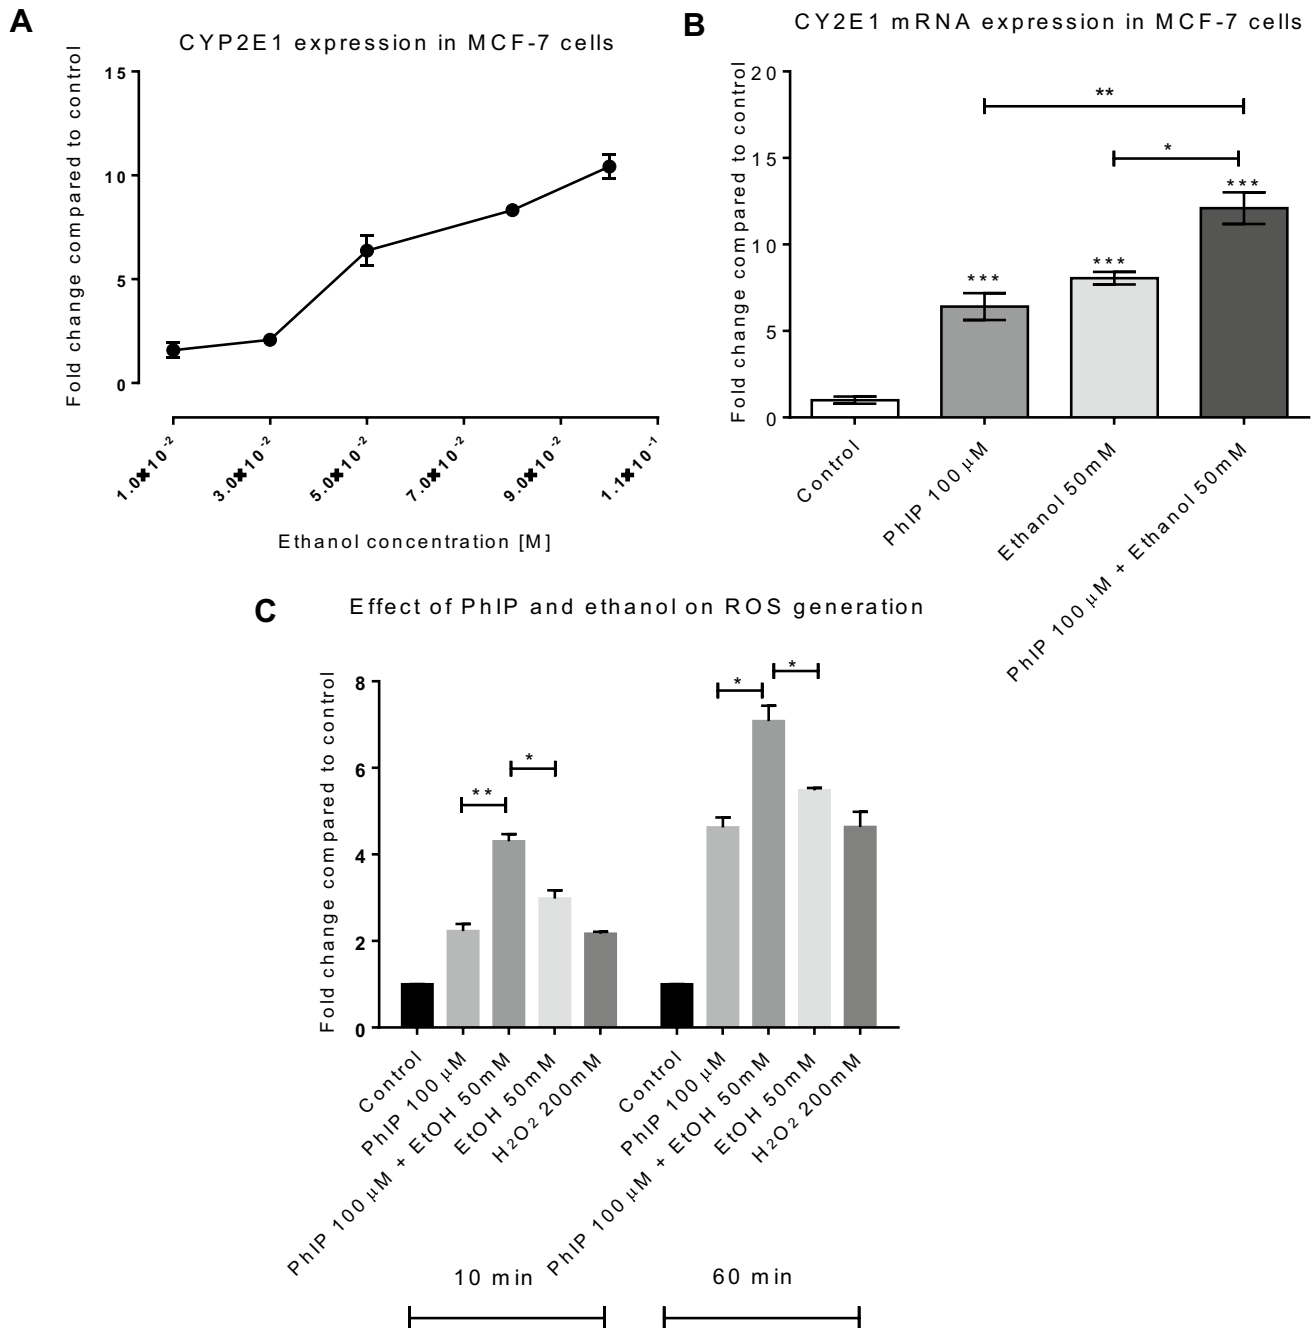 A
CYP2E1 expression in MCF-7 cells
Fold change compared to control
15
10
5
0
1.0✖10⁻²
3.0✖10⁻²
5.0✖10⁻²
7.0✖10⁻²
9.0✖10⁻²
1.1✖10⁻¹
Ethanol concentration [M]
B
CY2E1 mRNA expression in MCF-7 cells
Fold change compared to control
20
15
10
5
0
**
*
***
***
***
Control
PhIP 100 μM
Ethanol 50mM
PhIP 100 μM + Ethanol 50mM
C
Effect of PhIP and ethanol on ROS generation
Fold change compared to control
8
6
4
2
0
**
*
*
*
Control
PhIP 100 μM
PhIP 100 μM + EtOH 50mM
EtOH 50mM
H₂O₂ 200mM
Control
PhIP 100 μM
PhIP 100 μM + EtOH 50mM
EtOH 50mM
H₂O₂ 200mM
10 min
60 min